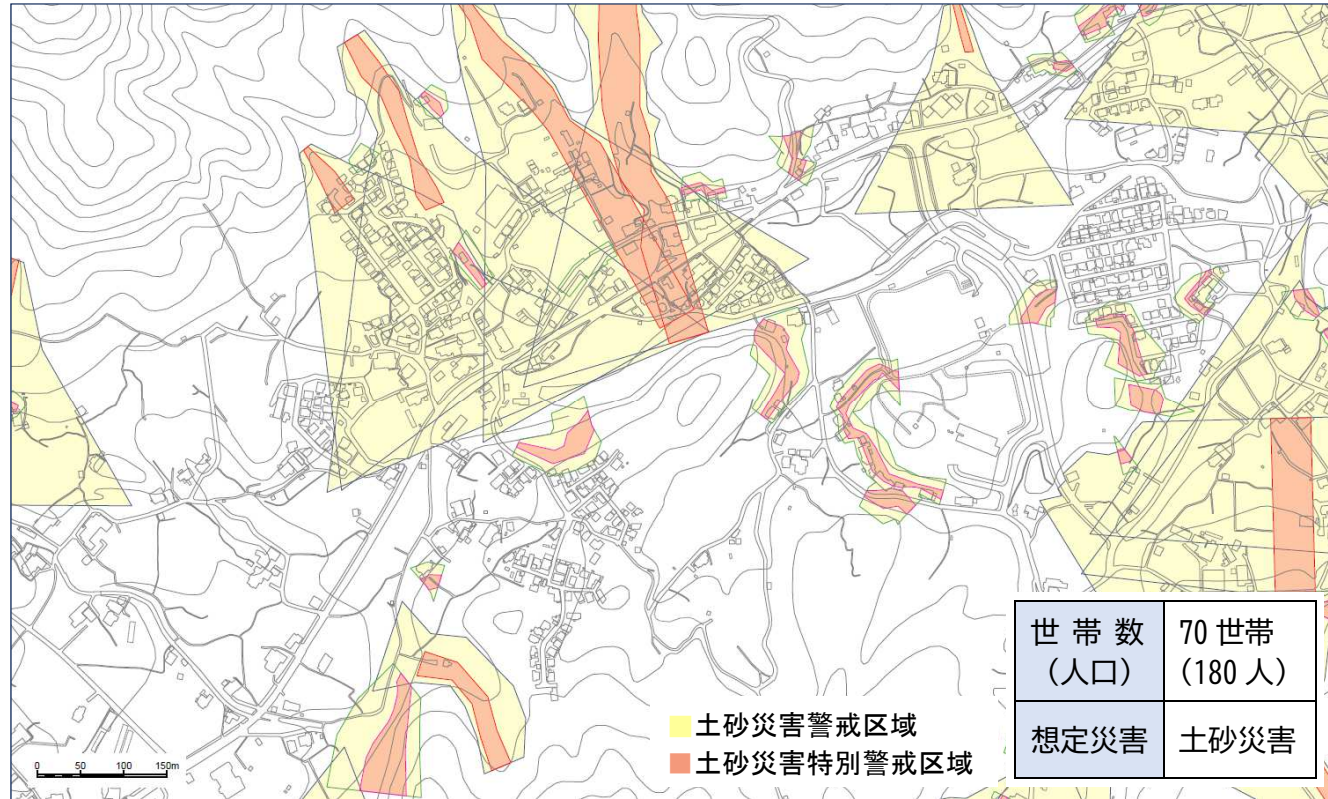 世帯数
(人口)
70世帯
(180人)
想定災害
土砂災害
土砂災害警戒区域
土砂災害特別警戒区域
0 50 100 150m